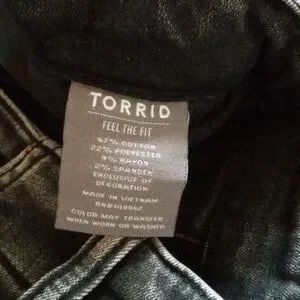 TORRID
FEEL THE FIT
67% COTTON
22% POLYESTER
9% RAYON
2% SPANDEX
EXCLUSIVE OF
DECORATION
MADE IN VIETNAM
COLOR MAY TRANSFER
WHEN WORN OR WASHED